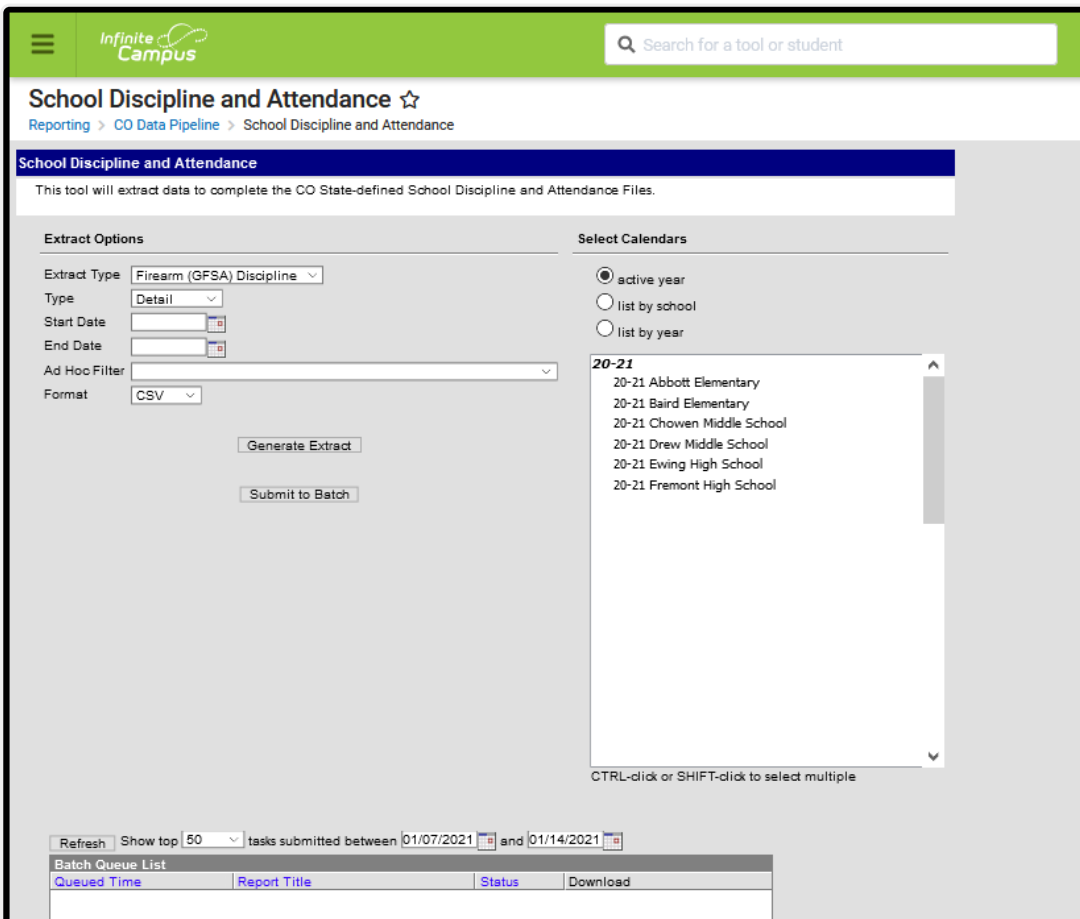 Infinite Campus
Search for a tool or student
School Discipline and Attendance
Reporting > CO Data Pipeline > School Discipline and Attendance
School Discipline and Attendance
This tool will extract data to complete the CO State-defined School Discipline and Attendance Files.
Extract Options
Extract Type Firearm (GFSA) Discipline
Type Detail
Start Date
End Date
Ad Hoc Filter
Format CSV
Generate Extract
Submit to Batch
Select Calendars
active year
list by school
list by year
20-21
20-21 Abbott Elementary
20-21 Baird Elementary
20-21 Chowen Middle School
20-21 Drew Middle School
20-21 Ewing High School
20-21 Fremont High School
CTRL-click or SHIFT-click to select multiple
Refresh Show top 50 tasks submitted between 01/07/2021 and 01/14/2021
Batch Queue List
Queued Time Report Title Status Download